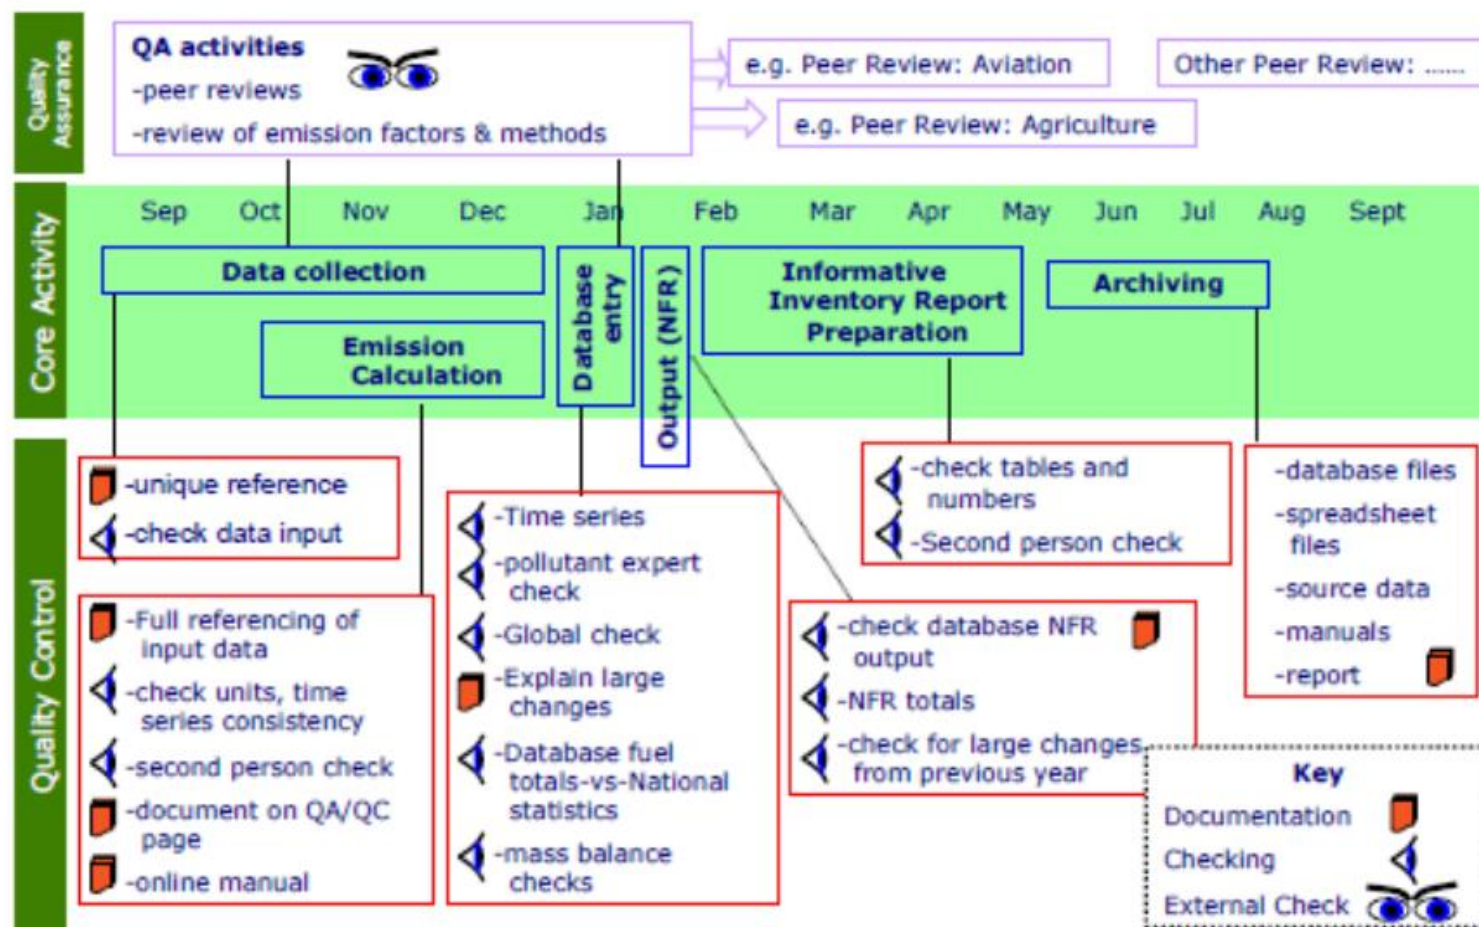 Quality
Assurance
QA activities
-peer reviews
-review of emission factors & methods
e.g. Peer Review: Aviation
Other Peer Review: ......
e.g. Peer Review: Agriculture
Core Activity
Sep Oct Nov Dec Jan Feb Mar Apr May Jun Jul Aug Sept
Data collection
Emission
Calculation
Database
entry
Output (NFR)
Informative
Inventory Report
Preparation
Archiving
Quality Control
-unique reference
-check data input
-Full referencing of
input data
-check units, time
series consistency
-second person check
-document on QA/QC
page
-online manual
-Time series
-pollutant expert
check
-Global check
-Explain large
changes
-Database fuel
totals-vs-National
statistics
-mass balance
checks
-check tables and
numbers
-Second person check
-check database NFR
output
-NFR totals
-check for large changes
from previous year
-database files
-spreadsheet
files
-source data
-manuals
-report
Key
Documentation
Checking
External Check